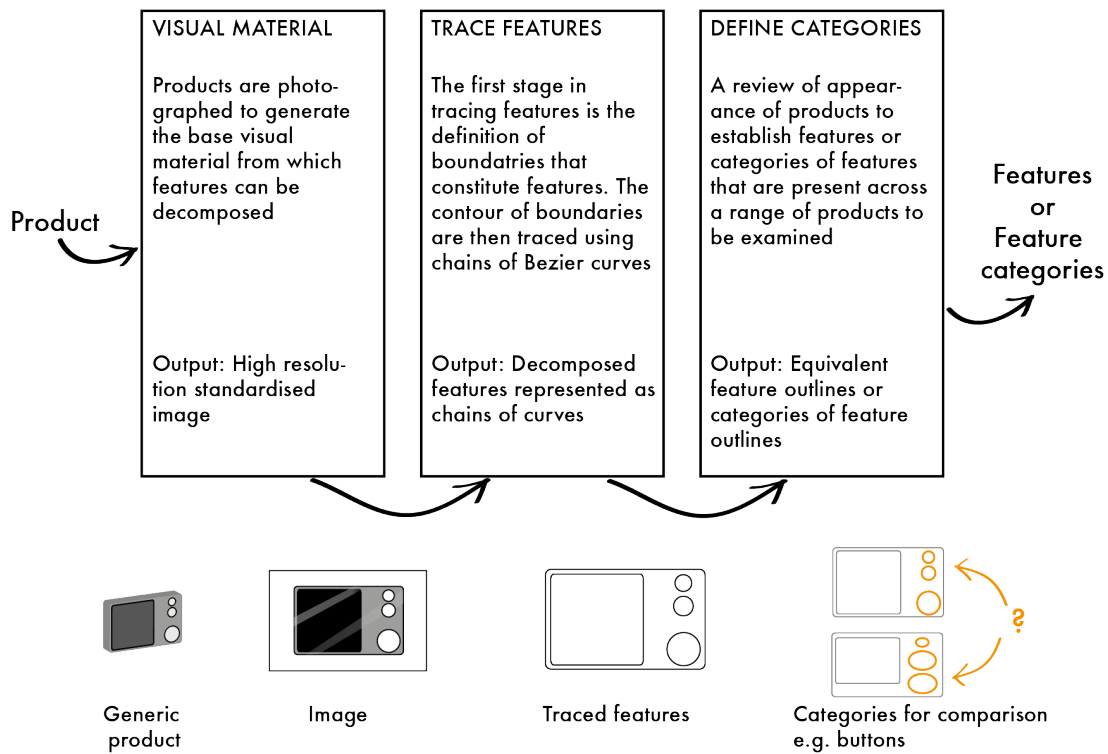 VISUAL MATERIAL
Products are photo-
graphed to generate
the base visual
material from which
features can be
decomposed
Output: High resolu-
tion standardised
image
TRACE FEATURES
The first stage in
tracing features is the
definition of
boundatries that
constitute features. The
contour of boundaries
are then traced using
chains of Bezier curves
Output: Decomposed
features represented as
chains of curves
DEFINE CATEGORIES
A review of appear-
ance of products to
establish features or
categories of features
that are present across
a range of products to
be examined
Output: Equivalent
feature outlines or
categories of feature
outlines
Product
Features
or
Feature
categories
?
Generic
product
Image
Traced features
Categories for comparison
e.g. buttons